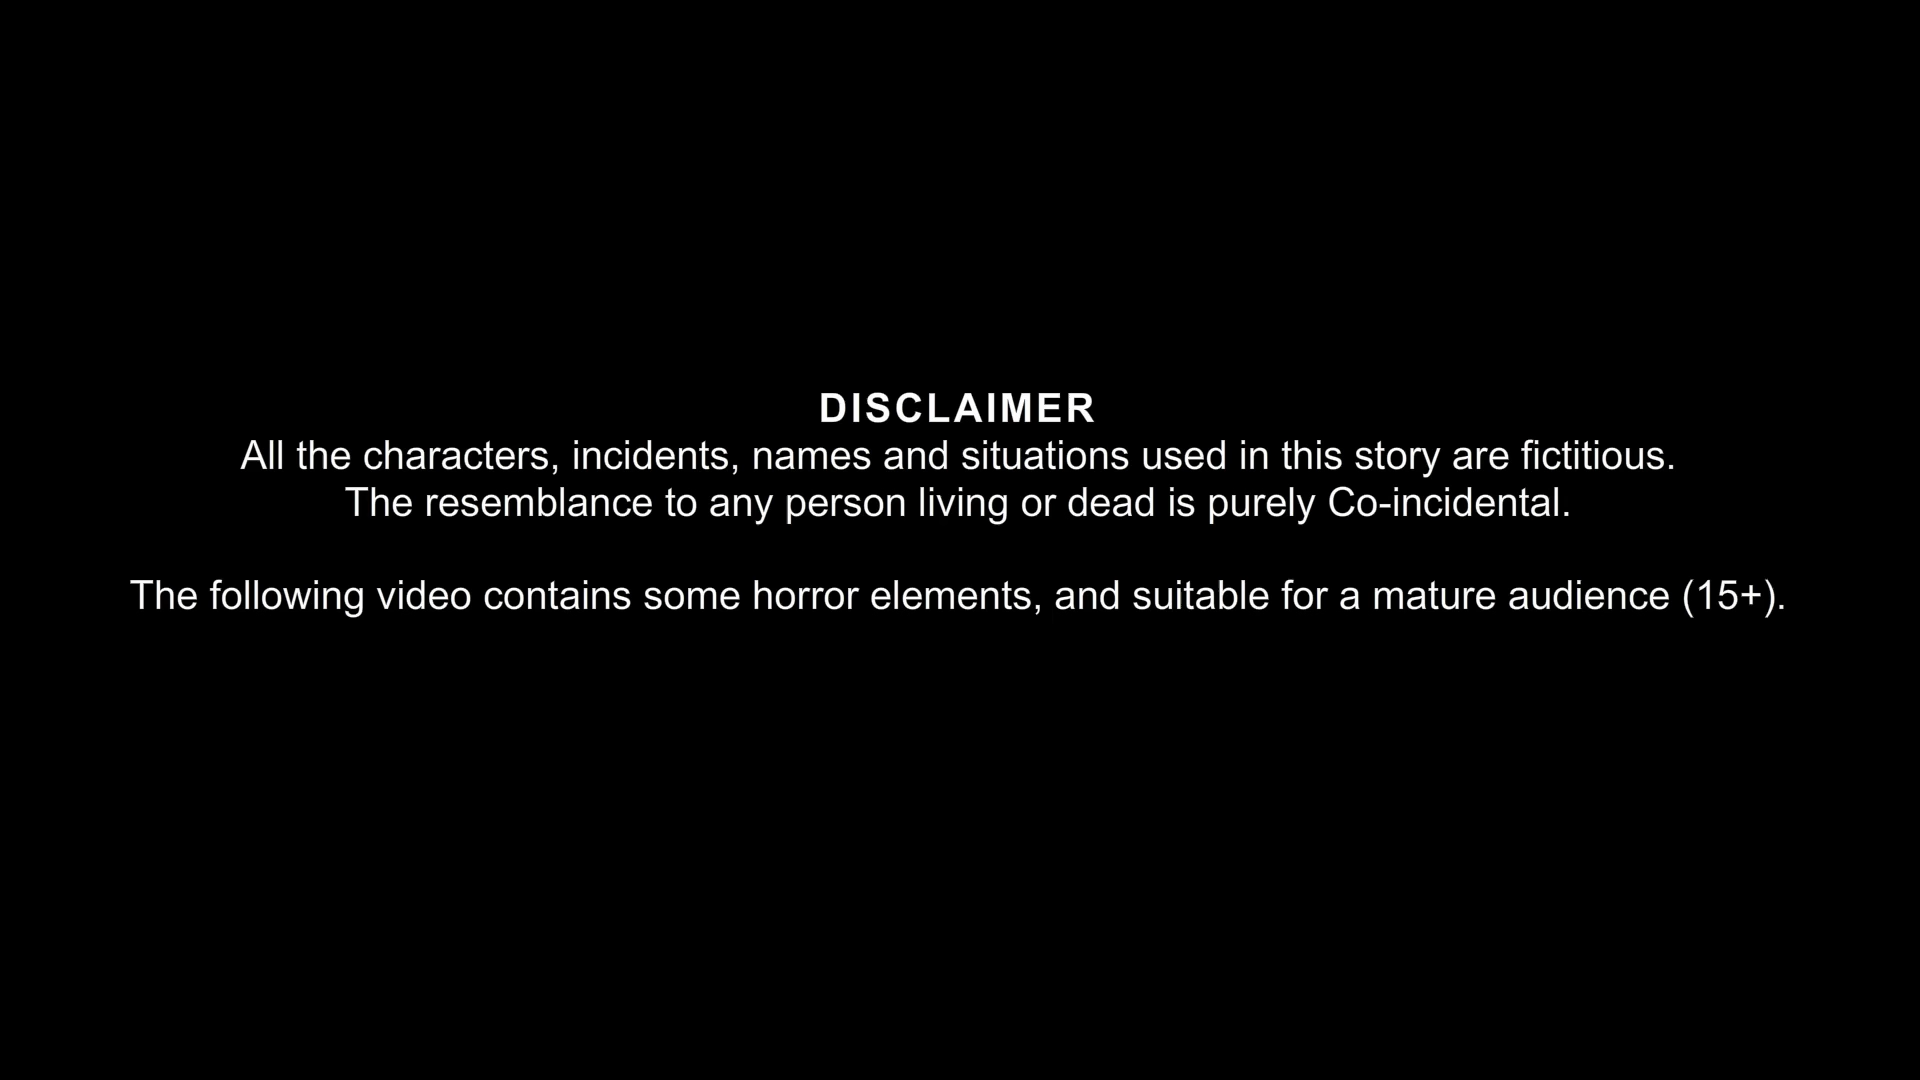 DISCLAIMER
All the characters, incidents, names and situations used in this story are fictitious.
The resemblance to any person living or dead is purely Co-incidental.
The following video contains some horror elements, and suitable for a mature audience (15+).